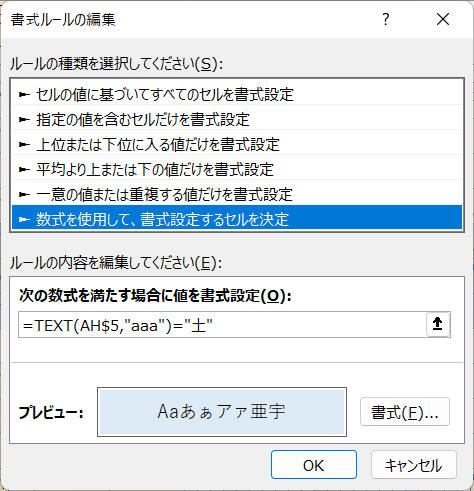 書式ルールの編集
?
ルールの種類を選択してください(S):
► セルの値に基づいてすべてのセルを書式設定
► 指定の値を含むセルだけを書式設定
► 上位または下位に入る値だけを書式設定
► 平均より上または下の値だけを書式設定
► 一意の値または重複する値だけを書式設定
► 数式を使用して、書式設定するセルを決定
ルールの内容を編集してください(E):
次の数式を満たす場合に値を書式設定(O):
=TEXT(AH$5,"aaa")="土"
プレビュー: Aaあぁアァ亜宇 書式(F)...
OK キャンセル